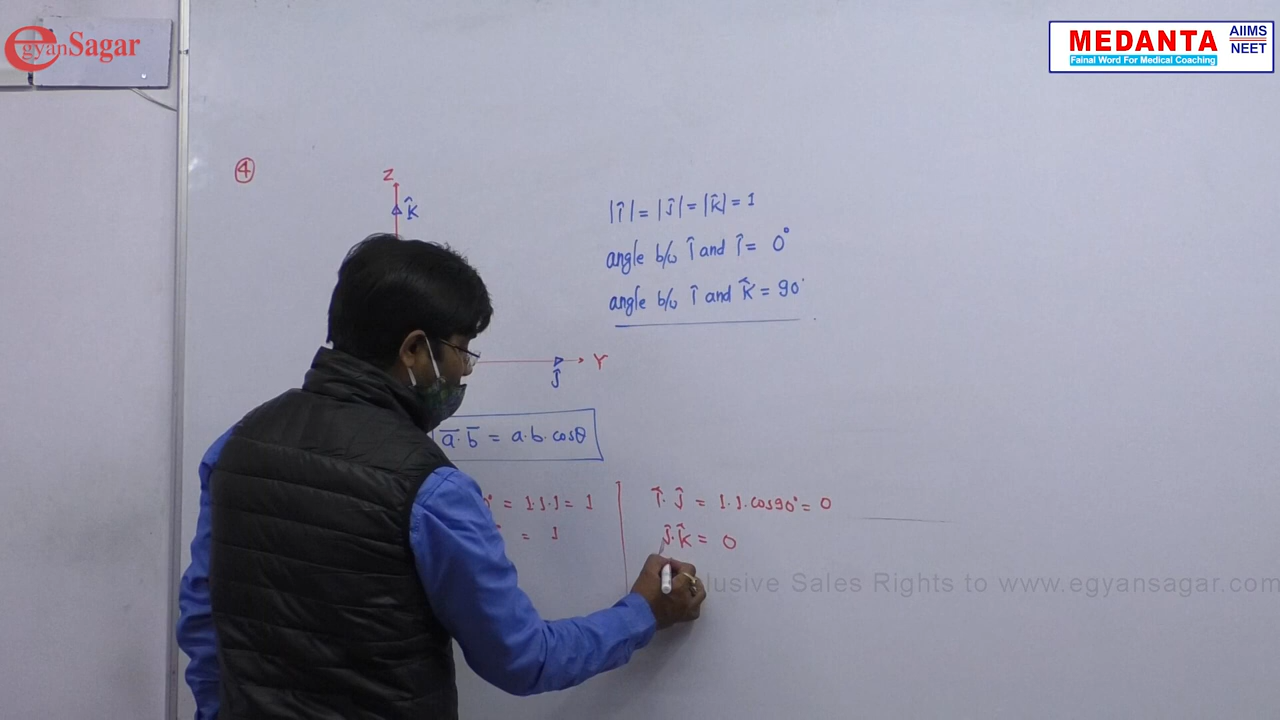 egyanSagar
MEDANTA AIIMS NEET
Fainal Word For Medical Coaching
④
Z
K̂
|Î| = |Ĵ| = |K̂| = 1
angle b/w Î and Î = 0°
angle b/w Î and K̂ = 90°
Y
Ĵ
a̅·b̅ = a·b·cosθ
0° = 1·1·1 = 1
= 1
Î·Ĵ = 1·1·cos90° = 0
Ĵ·K̂ = 0
Sales Rights to www.egyansagar.com